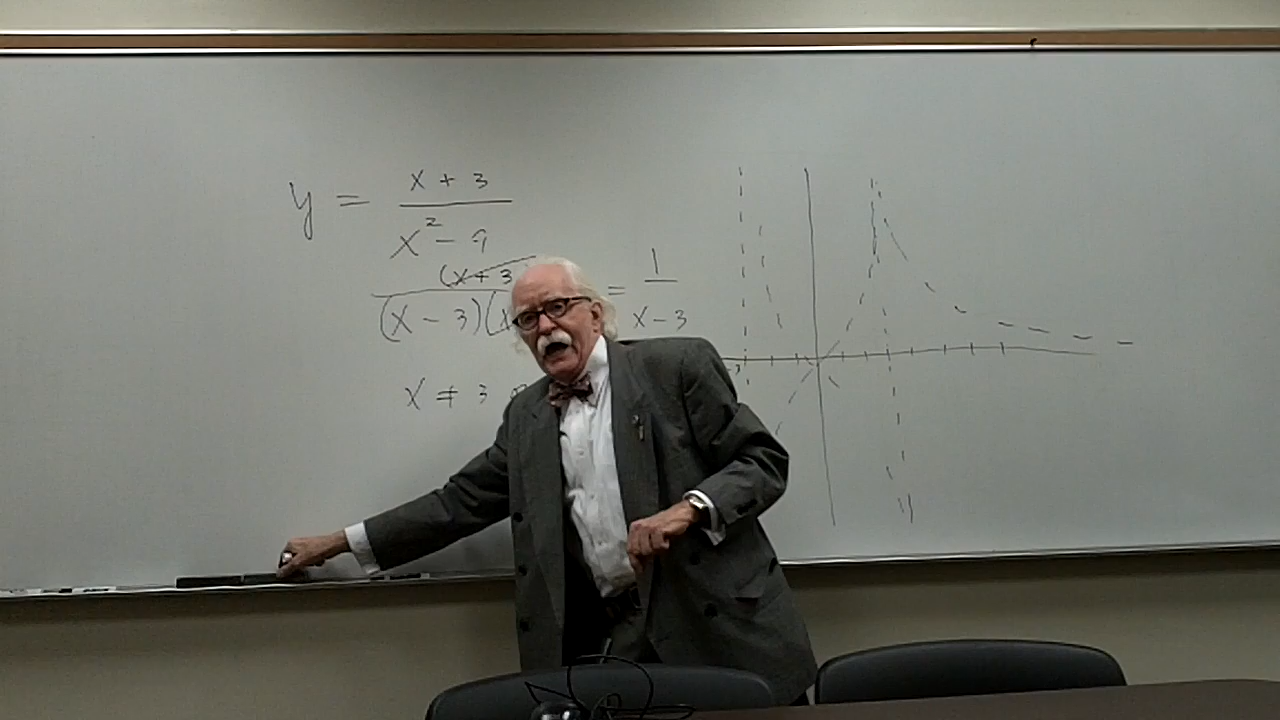 y = x + 3
x² - 9
(x + 3
(x - 3)(x = 1
x - 3
x ≠ 3